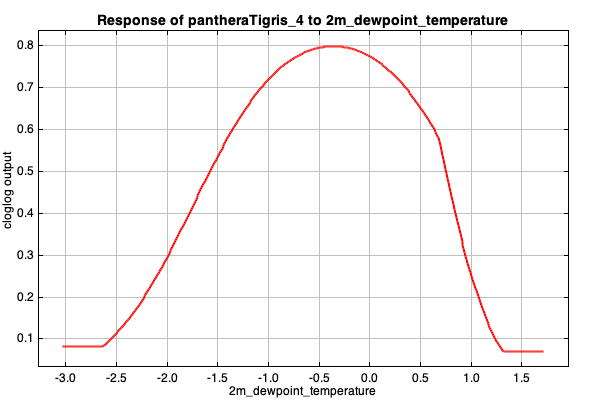 Response of pantheraTigris_4 to 2m_dewpoint_temperature
0.8
0.7
0.6
0.5
0.4
0.3
0.2
0.1
cloglog output
-3.0 -2.5 -2.0 -1.5 -1.0 -0.5 0.0 0.5 1.0 1.5
2m_dewpoint_temperature